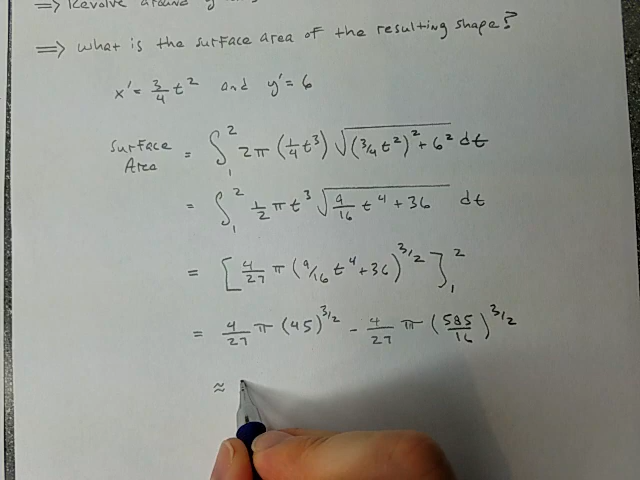 => Revolve around y
=> what is the surface area of the resulting shape?
x' = 3/4 t² and y' = 6
Surface Area = ∫₁² 2π (1/4 t³) √((3/4 t²)² + 6²) dt
= ∫₁² 1/2 π t³ √(9/16 t⁴ + 36) dt
= [4/27 π (9/16 t⁴ + 36)^3/2]₁²
= 4/27 π (45)^3/2 - 4/27 π (585/16)^3/2
≈